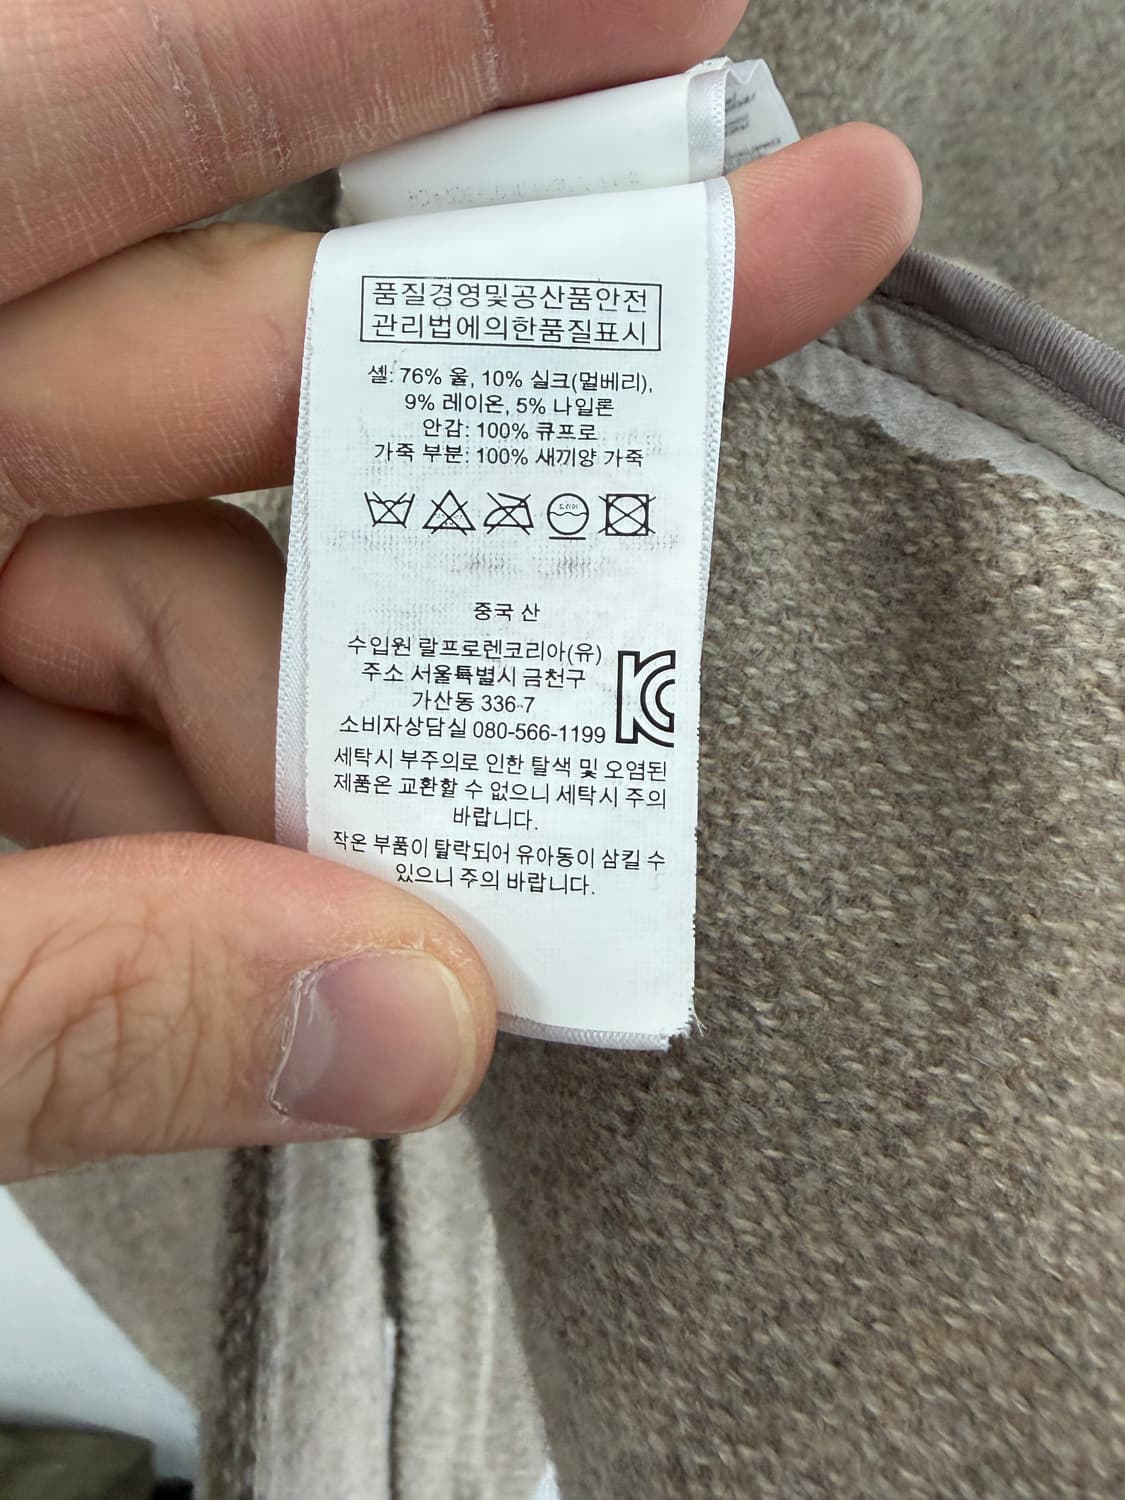 품질경영및공산품안전
관리법에의한품질표시
셸: 76% 울, 10% 실크(멀베리),
9% 레이온, 5% 나일론
안감: 100% 큐프로
가죽 부분: 100% 새끼양 가죽
드라이
중국 산
수입원 랄프로렌코리아(유)
주소 서울특별시 금천구
가산동 336-7
소비자상담실 080-566-1199
KC
세탁시 부주의로 인한 탈색 및 오염된
제품은 교환할 수 없으니 세탁시 주의
바랍니다.
작은 부품이 탈락되어 유아동이 삼킬 수
있으니 주의 바랍니다.